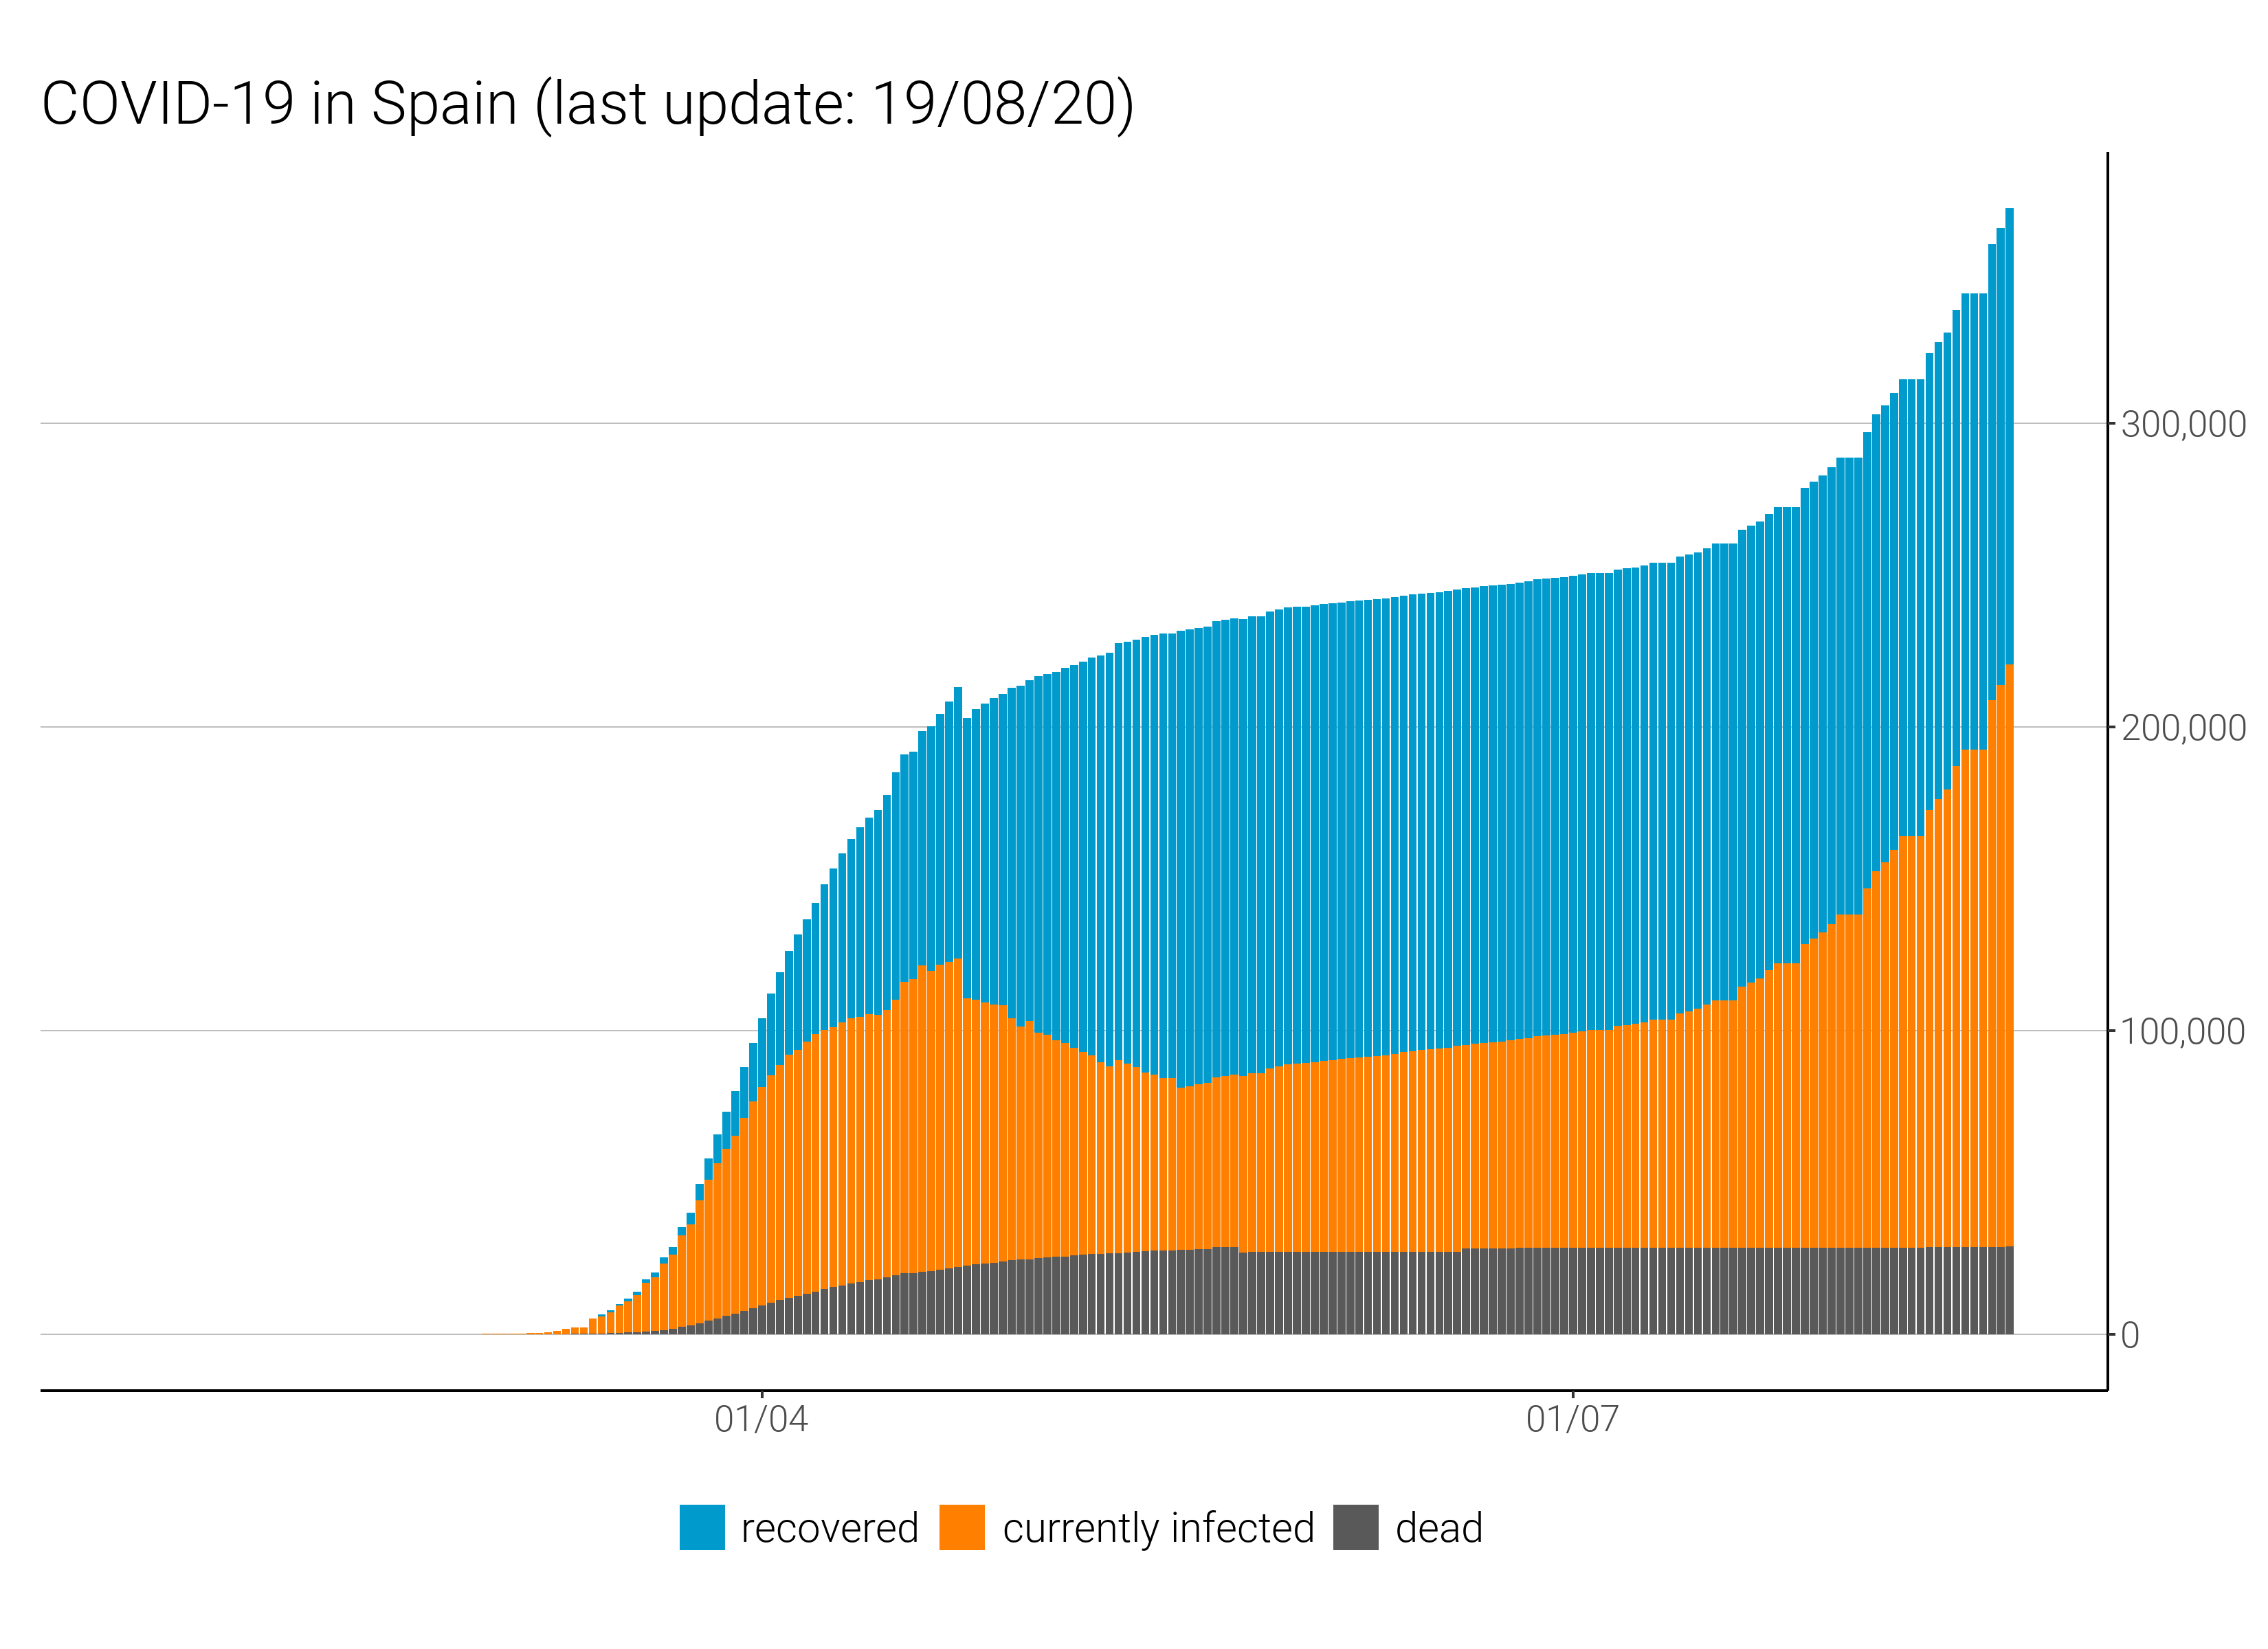 COVID-19 in Spain (last update: 19/08/20)
300,000
200,000
100,000
0
01/04 01/07
recovered currently infected dead